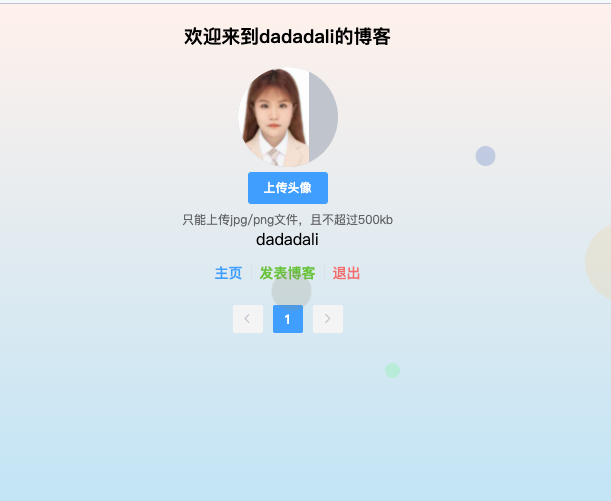 欢迎来到dadadali的博客
上传头像
只能上传jpg/png文件，且不超过500kb
dadadali
主页 发表博客 退出
1